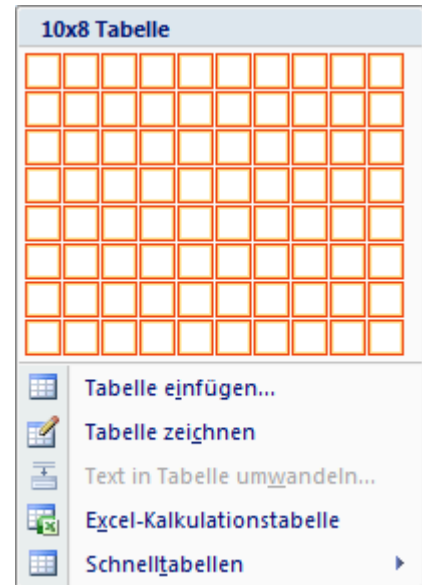 10x8 Tabelle
Tabelle einfügen...
Tabelle zeichnen
Text in Tabelle umwandeln...
Excel-Kalkulationstabelle
Schnelltabellen